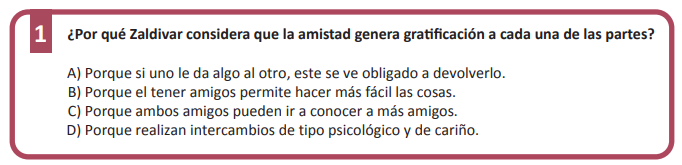 1
¿Por qué Zaldivar considera que la amistad genera gratificación a cada una de las partes?
A) Porque si uno le da algo al otro, este se ve obligado a devolverlo.
B) Porque el tener amigos permite hacer más fácil las cosas.
C) Porque ambos amigos pueden ir a conocer a más amigos.
D) Porque realizan intercambios de tipo psicológico y de cariño.